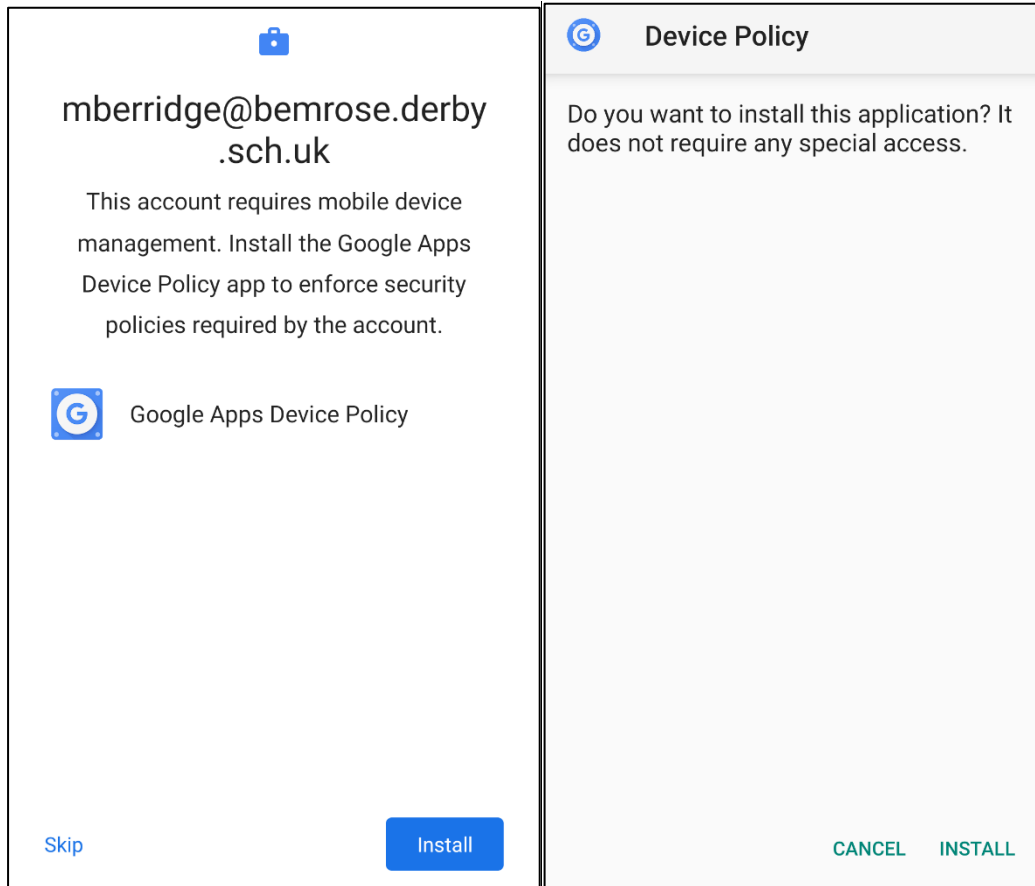 mberridge@bemrose.derby
.sch.uk
This account requires mobile device
management. Install the Google Apps
Device Policy app to enforce security
policies required by the account.
G
Google Apps Device Policy
Skip
Install
G
Device Policy
Do you want to install this application? It
does not require any special access.
CANCEL
INSTALL